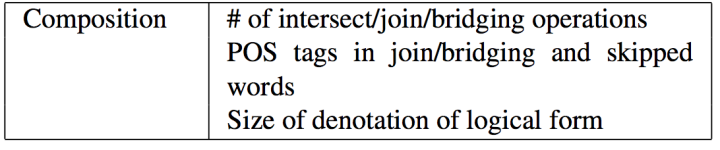 Composition # of intersect/join/bridging operations
POS tags in join/bridging and skipped
words
Size of denotation of logical form